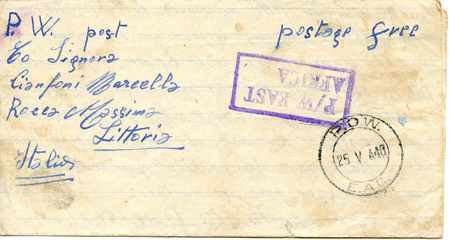 P.W. post
postage free
To Signora
Cianfoni Marcella
Rocca Massima
Littoria
Italia
P/W EAST
AFRICA
P.O.W.
25 V 440
E.A.C.